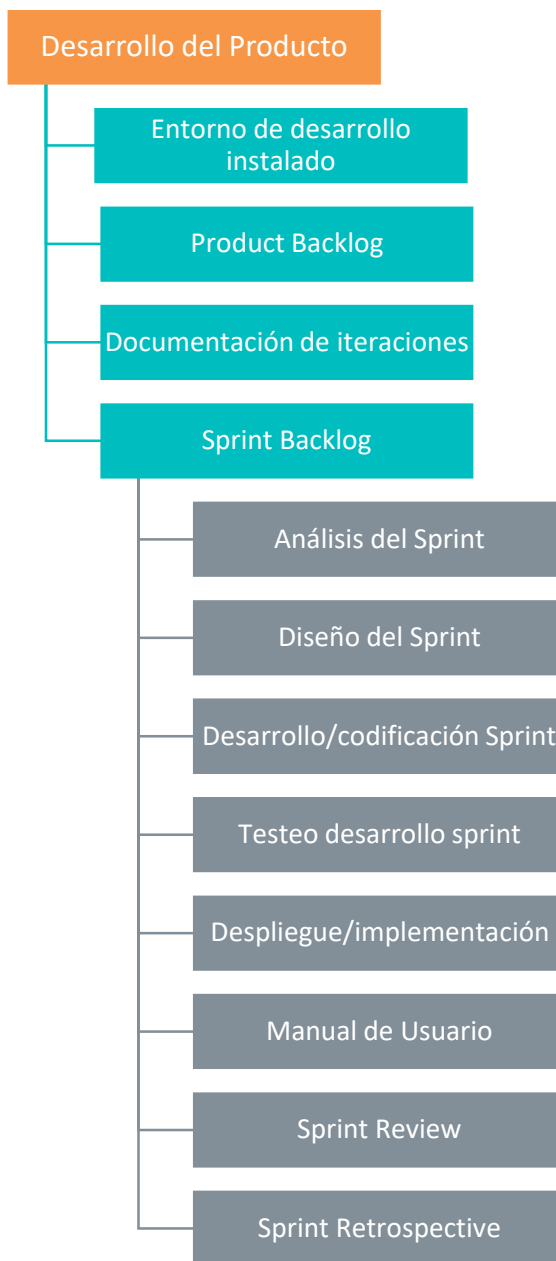 Desarrollo del Producto
Entorno de desarrollo
instalado
Product Backlog
Documentación de iteraciones
Sprint Backlog
Análisis del Sprint
Diseño del Sprint
Desarrollo/codificación Sprint
Testeo desarrollo sprint
Despliegue/implementación
Manual de Usuario
Sprint Review
Sprint Retrospective